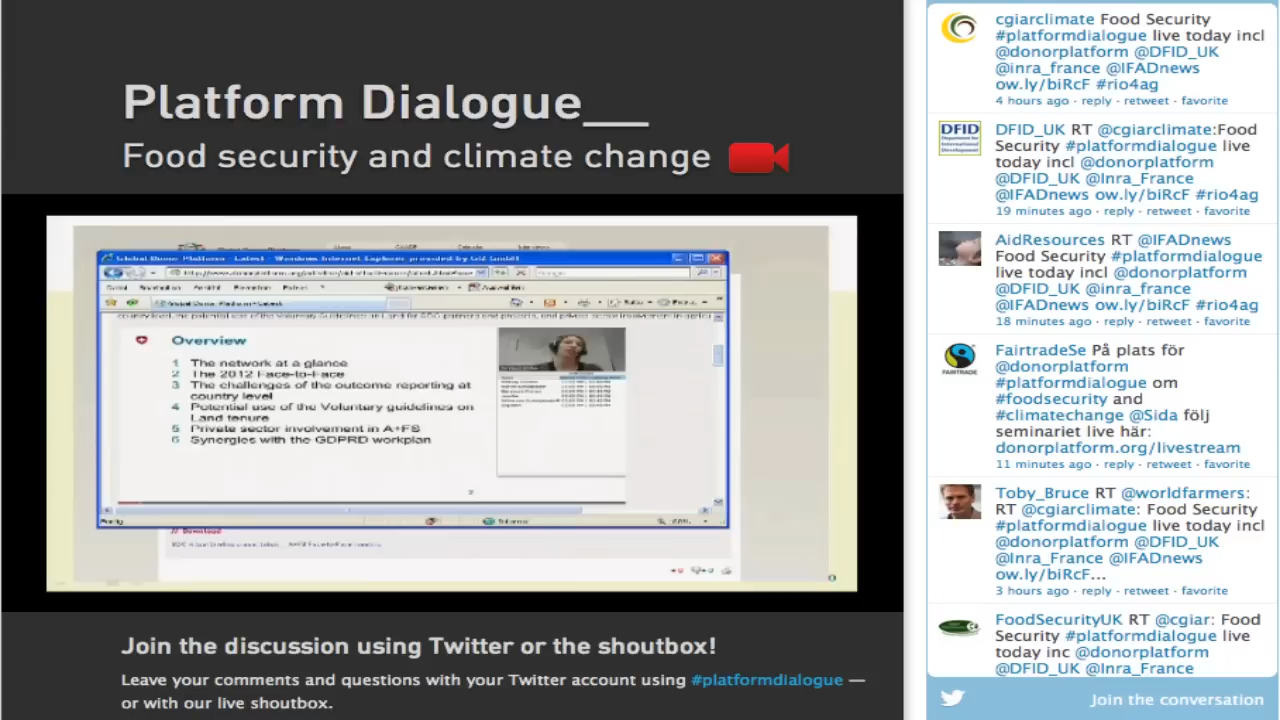 Platform Dialogue__
Food security and climate change
Overview
1 The network at a glance
2 The 2012 Face-to-Face
3 The challenges of the outcome reporting at
country level
4 Potential use of the Voluntary guidelines on
Land tenure
5 Private sector involvement in A+FS
6 Synergies with the GDPRD workplan
2
// Download
Join the discussion using Twitter or the shoutbox!
Leave your comments and questions with your Twitter account using #platformdialogue —
or with our live shoutbox.
cgiarclimate Food Security
#platformdialogue live today incl
@donorplatform @DFID_UK
@inra_france @IFADnews
ow.ly/biRcF #rio4ag
4 hours ago · reply · retweet · favorite
DFID
Department for
International
Development
DFID_UK RT @cgiarclimate:Food
Security #platformdialogue live
today incl @donorplatform
@DFID_UK @Inra_France
@IFADnews ow.ly/biRcF #rio4ag
19 minutes ago · reply · retweet · favorite
AidResources RT @IFADnews
Food Security #platformdialogue
live today incl @donorplatform
@DFID_UK @inra_france
@IFADnews ow.ly/biRcF #rio4ag
18 minutes ago · reply · retweet · favorite
FAIRTRADE
FairtradeSe På plats för
@donorplatform
#platformdialogue om
#foodsecurity and
#climatechange @Sida följ
seminariet live här:
donorplatform.org/livestream
11 minutes ago · reply · retweet · favorite
Toby_Bruce RT @worldfarmers:
RT @cgiarclimate: Food Security
#platformdialogue live today incl
@donorplatform @DFID_UK
@Inra_France @IFADnews
ow.ly/biRcF...
3 hours ago · reply · retweet · favorite
FoodSecurityUK RT @cgiar: Food
Security #platformdialogue live
today inc @donorplatform
@DFID_UK @Inra_France
Join the conversation